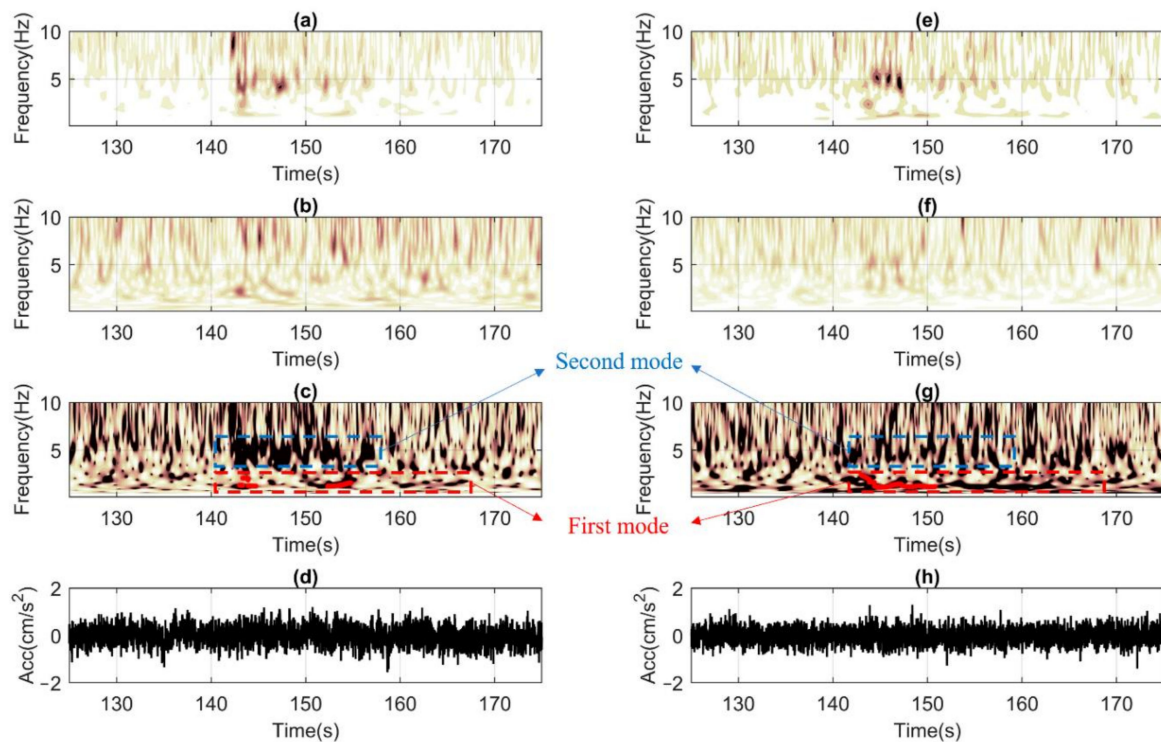 (a)
10
5
Frequency(Hz)
130 140 150 160 170
Time(s)
(e)
10
5
Frequency(Hz)
130 140 150 160 170
Time(s)
(b)
10
5
Frequency(Hz)
130 140 150 160 170
Time(s)
(f)
10
5
Frequency(Hz)
130 140 150 160 170
Time(s)
Second mode
(c)
10
5
Frequency(Hz)
130 140 150 160 170
Time(s)
(g)
10
5
Frequency(Hz)
130 140 150 160 170
Time(s)
First mode
(d)
2
0
-2
Acc(cm/s²)
130 140 150 160 170
Time(s)
(h)
2
0
-2
Acc(cm/s²)
130 140 150 160 170
Time(s)